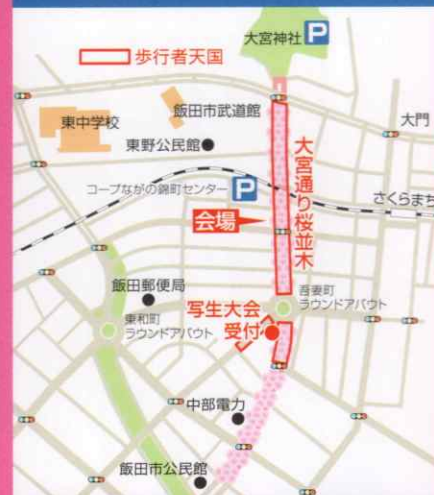 大宮神社 P
歩行者天国
飯田市武道館
大門
東中学校
東野公民館
大宮通り桜並木
コープながの錦町センター
P
さくらまち
会場
飯田郵便局
吾妻町
ラウンドアバウト
写生大会
受付
東和町
ラウンドアバウト
中部電力
飯田市公民館